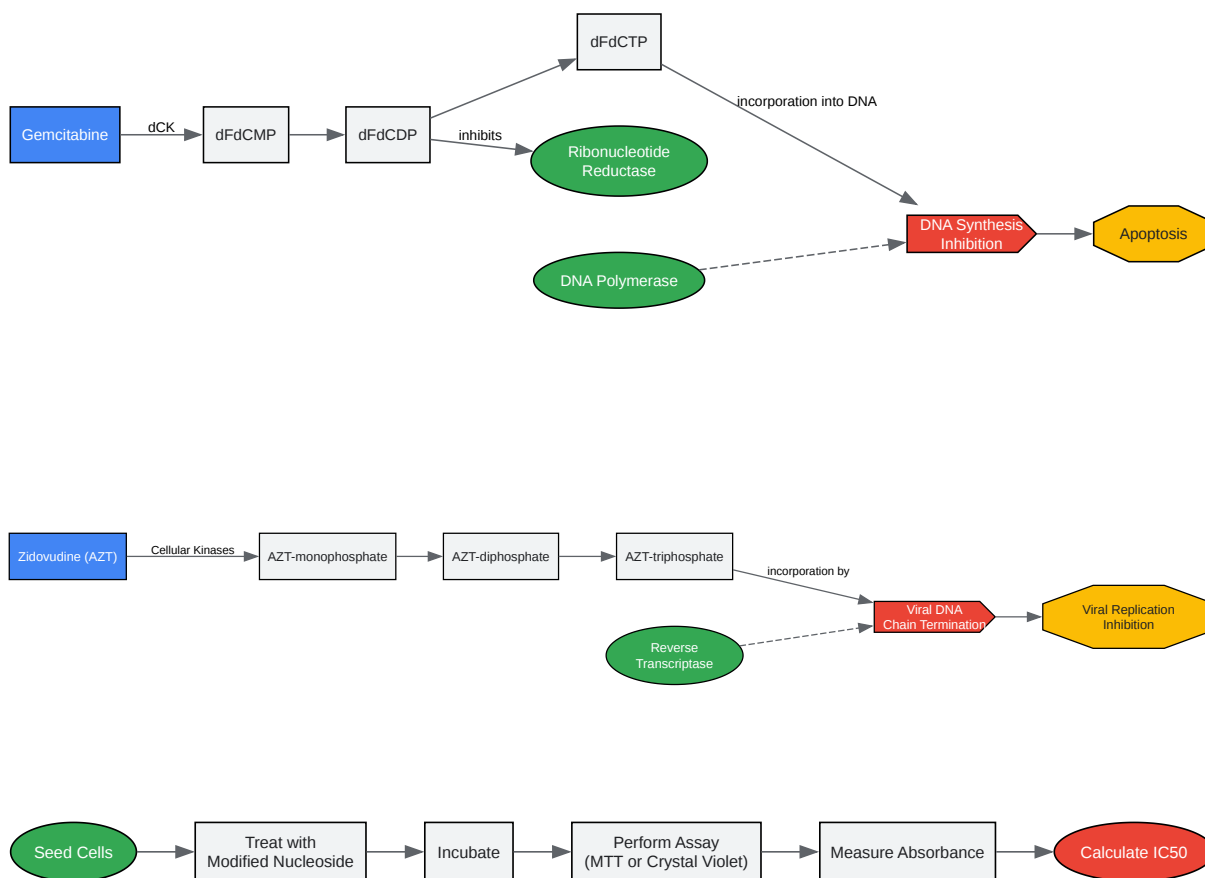 dFdCTP
incorporation into DNA
Gemcitabine
dCK
dFdCMP
dFdCDP
inhibits
Ribonucleotide
Reductase
DNA Synthesis
Inhibition
Apoptosis
DNA Polymerase
Zidovudine (AZT)
Cellular Kinases
AZT-monophosphate
AZT-diphosphate
AZT-triphosphate
incorporation by
Viral DNA
Chain Termination
Viral Replication
Inhibition
Reverse
Transcriptase
Seed Cells
Treat with
Modified Nucleoside
Incubate
Perform Assay
(MTT or Crystal Violet)
Measure Absorbance
Calculate IC50